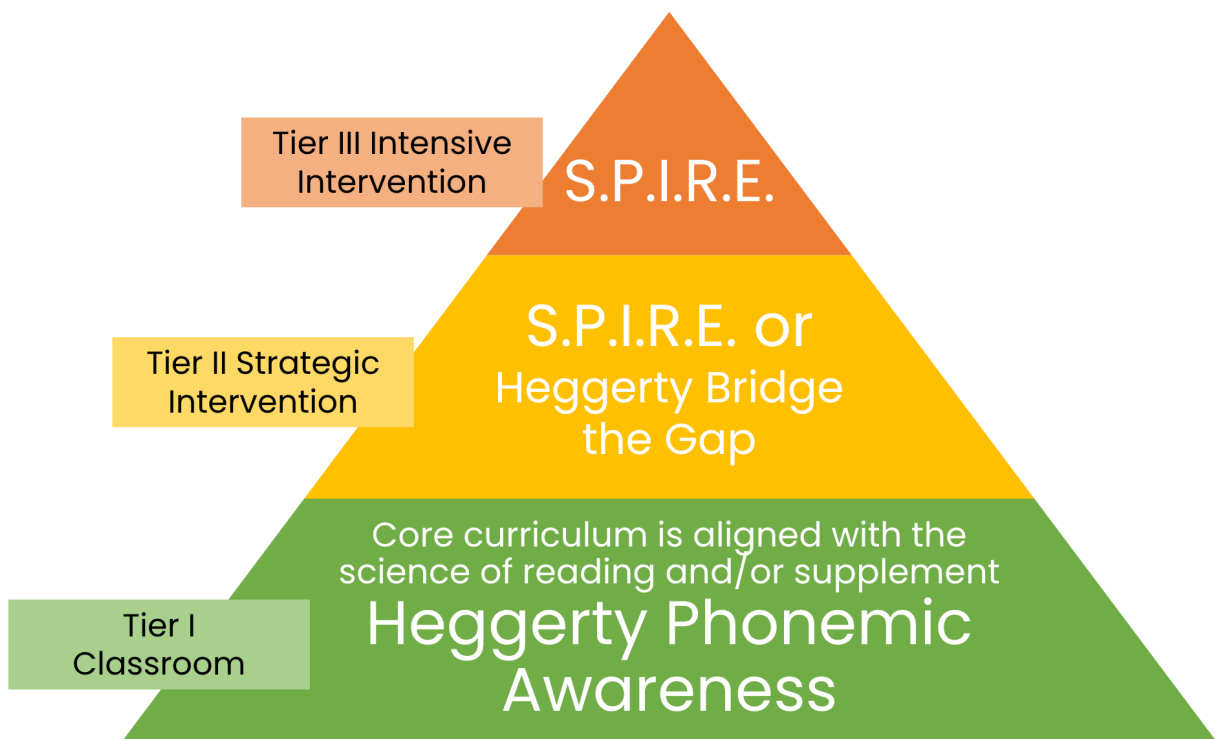 Tier III Intensive
Intervention
S.P.I.R.E.
Tier II Strategic
Intervention
S.P.I.R.E. or
Heggerty Bridge
the Gap
Tier I
Classroom
Core curriculum is aligned with the
science of reading and/or supplement
Heggerty Phonemic
Awareness